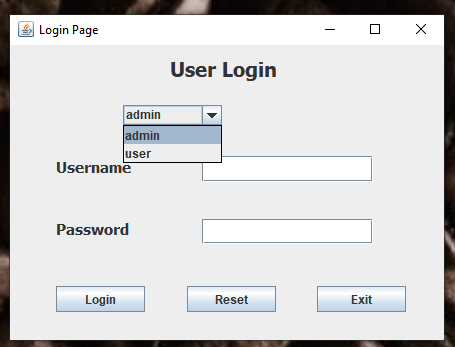 Login Page
User Login
admin
admin
user
Username
Password
Login Reset Exit